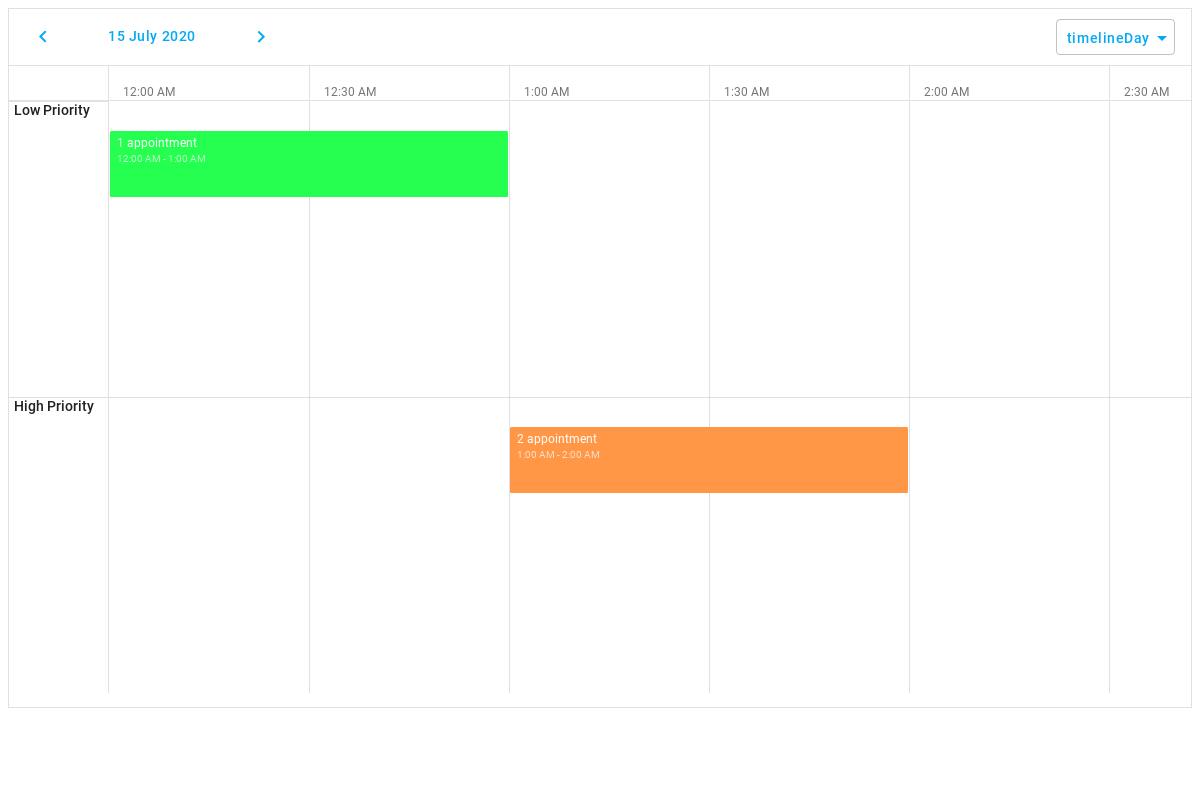 15 July 2020
timelineDay
12:00 AM 12:30 AM 1:00 AM 1:30 AM 2:00 AM 2:30 AM
Low Priority
1 appointment
12:00 AM - 1:00 AM
High Priority
2 appointment
1:00 AM - 2:00 AM